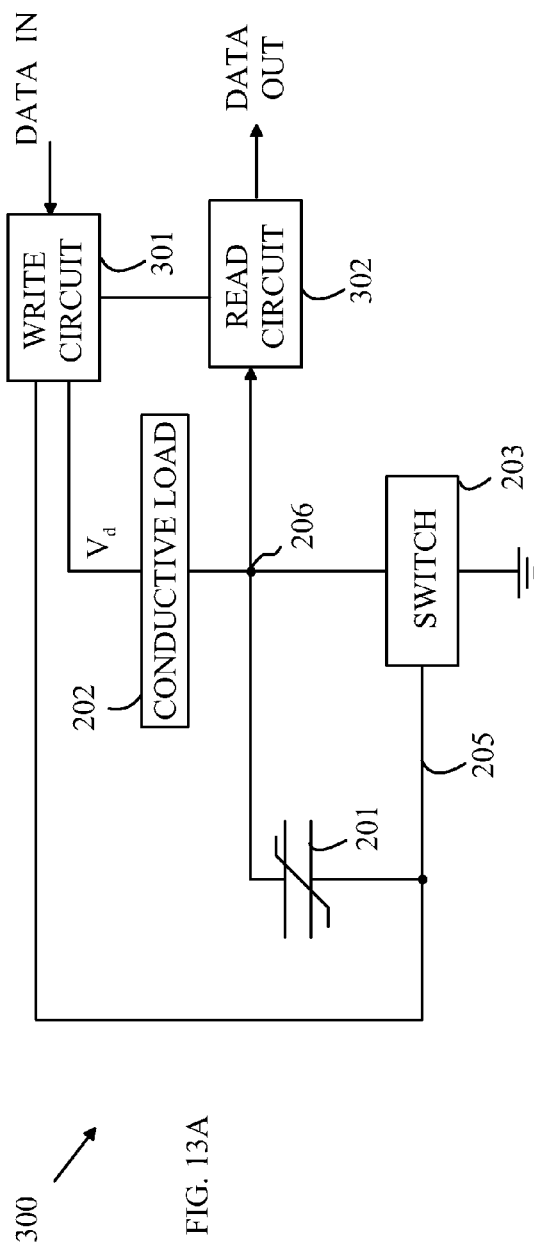 300
FIG. 13A
DATA IN
WRITE
CIRCUIT
301
V_d
202
CONDUCTIVE LOAD
READ
CIRCUIT
302
DATA
OUT
206
201
SWITCH
203
205